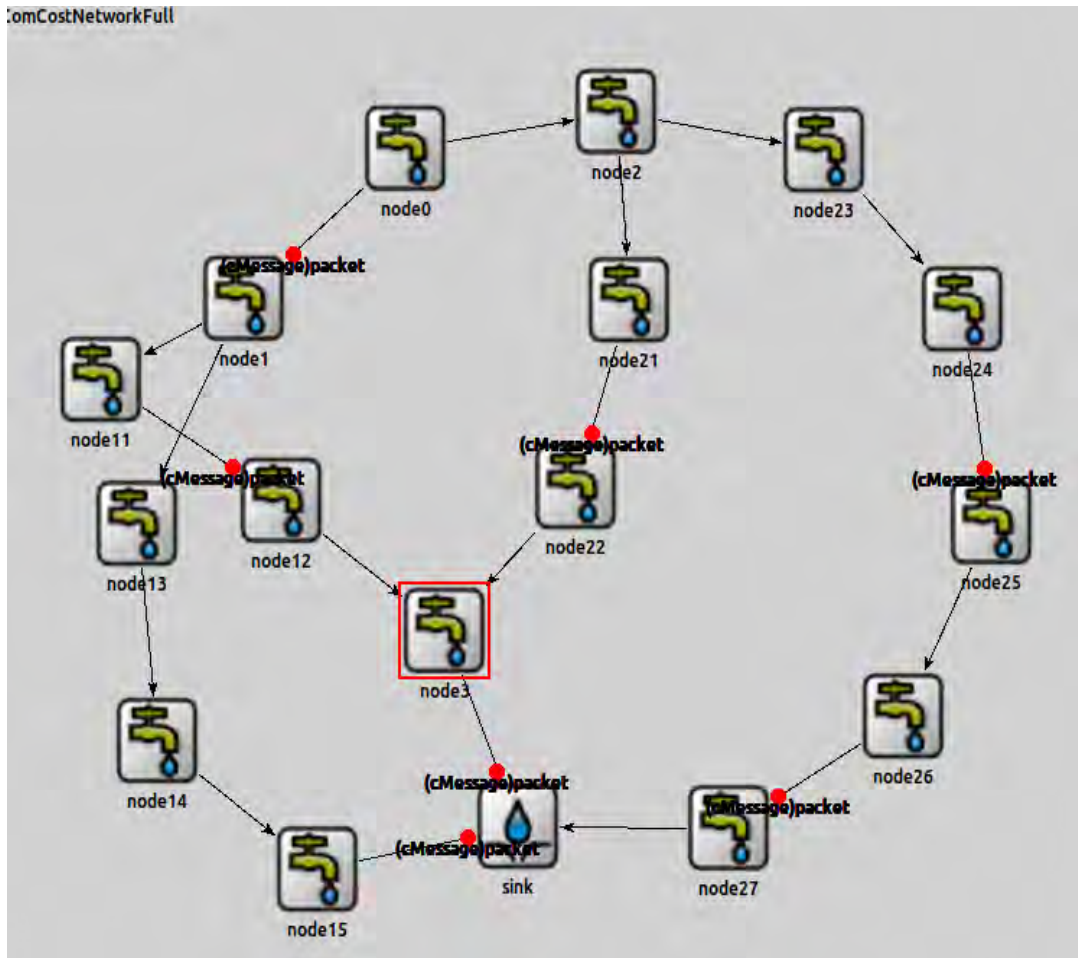 ComCostNetworkFull
node2
node0
node23
(cMessage)packet
node1
node21
node24
node11
(cMessage)packet
(cMessage)packet
(cMessage)packet
node22
node12
node13
node25
node3
node26
(cMessage)packet
node14
(cMessage)packet
(cMessage)packet
sink
node27
node15